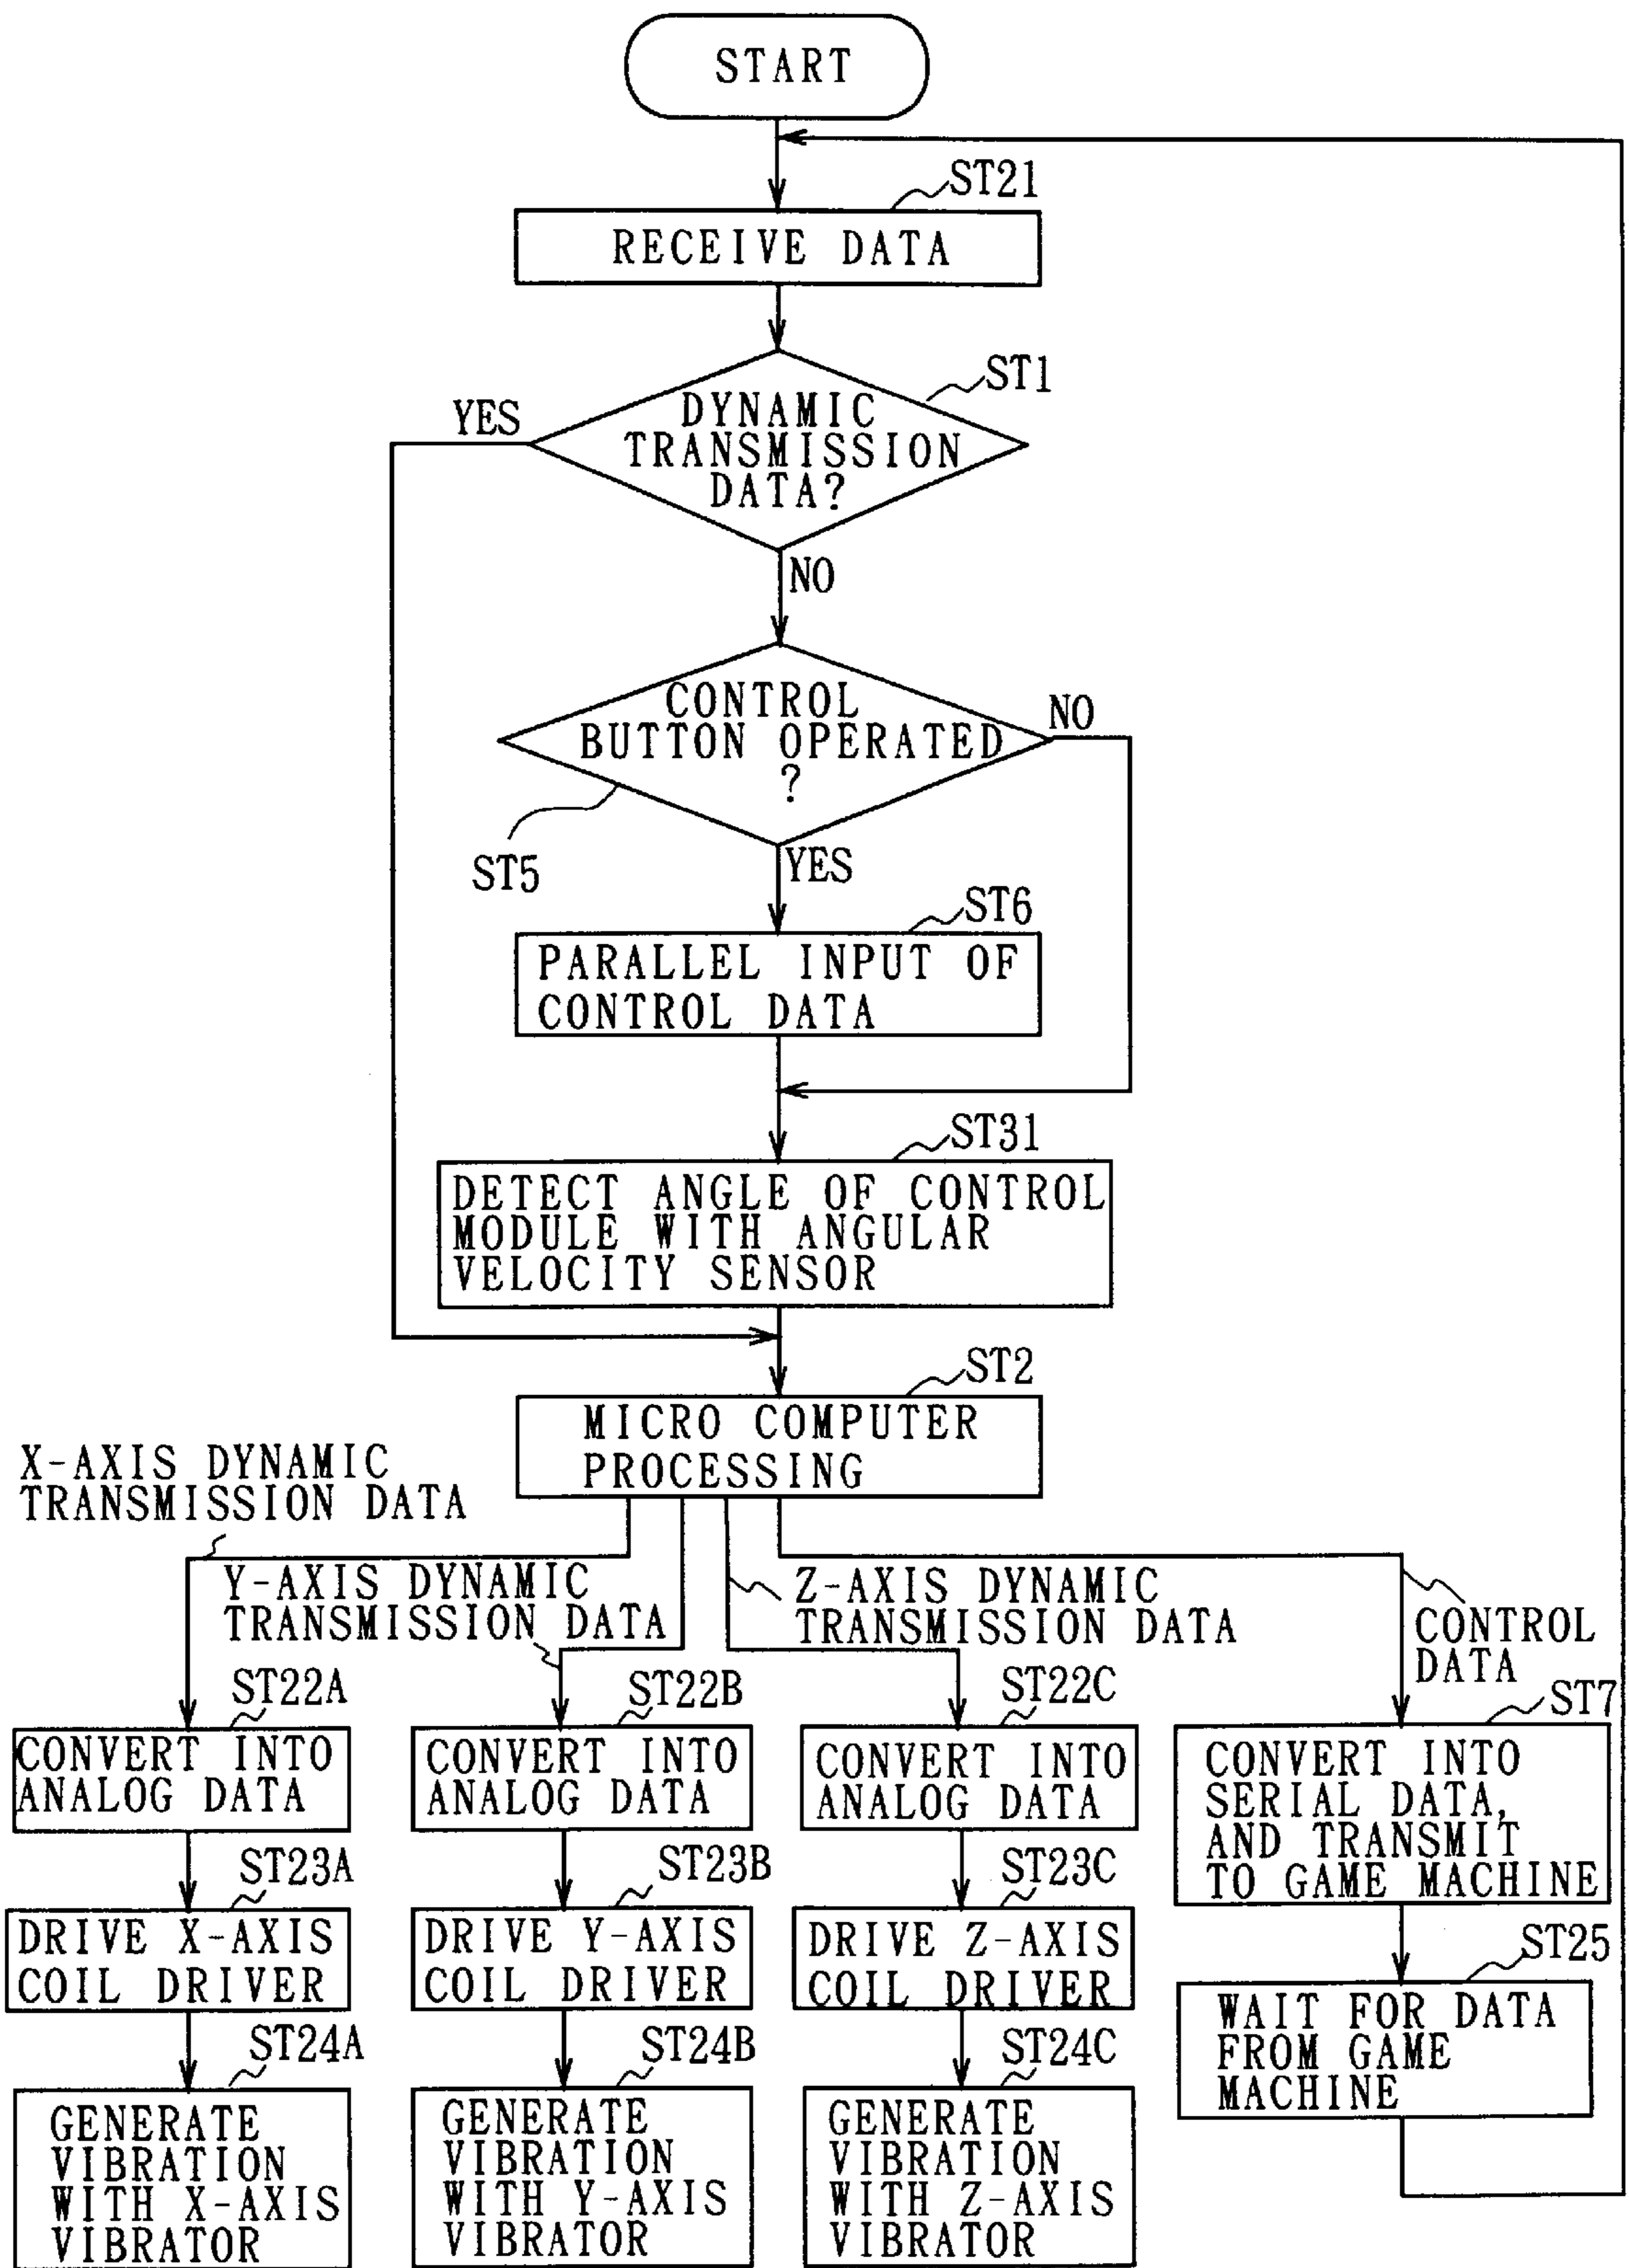 START
ST21
RECEIVE DATA
ST1
YES
DYNAMIC
TRANSMISSION
DATA?
NO
CONTROL
BUTTON OPERATED
?
NO
ST5
YES
ST6
PARALLEL INPUT OF
CONTROL DATA
ST31
DETECT ANGLE OF CONTROL
MODULE WITH ANGULAR
VELOCITY SENSOR
ST2
MICRO COMPUTER
PROCESSING
X-AXIS DYNAMIC
TRANSMISSION DATA
Y-AXIS DYNAMIC
TRANSMISSION DATA
Z-AXIS DYNAMIC
TRANSMISSION DATA
CONTROL
DATA
ST22A
CONVERT INTO
ANALOG DATA
ST23A
DRIVE X-AXIS
COIL DRIVER
ST24A
GENERATE
VIBRATION
WITH X-AXIS
VIBRATOR
ST22B
CONVERT INTO
ANALOG DATA
ST23B
DRIVE Y-AXIS
COIL DRIVER
ST24B
GENERATE
VIBRATION
WITH Y-AXIS
VIBRATOR
ST22C
CONVERT INTO
ANALOG DATA
ST23C
DRIVE Z-AXIS
COIL DRIVER
ST24C
GENERATE
VIBRATION
WITH Z-AXIS
VIBRATOR
ST7
CONVERT INTO
SERIAL DATA,
AND TRANSMIT
TO GAME MACHINE
ST25
WAIT FOR DATA
FROM GAME
MACHINE